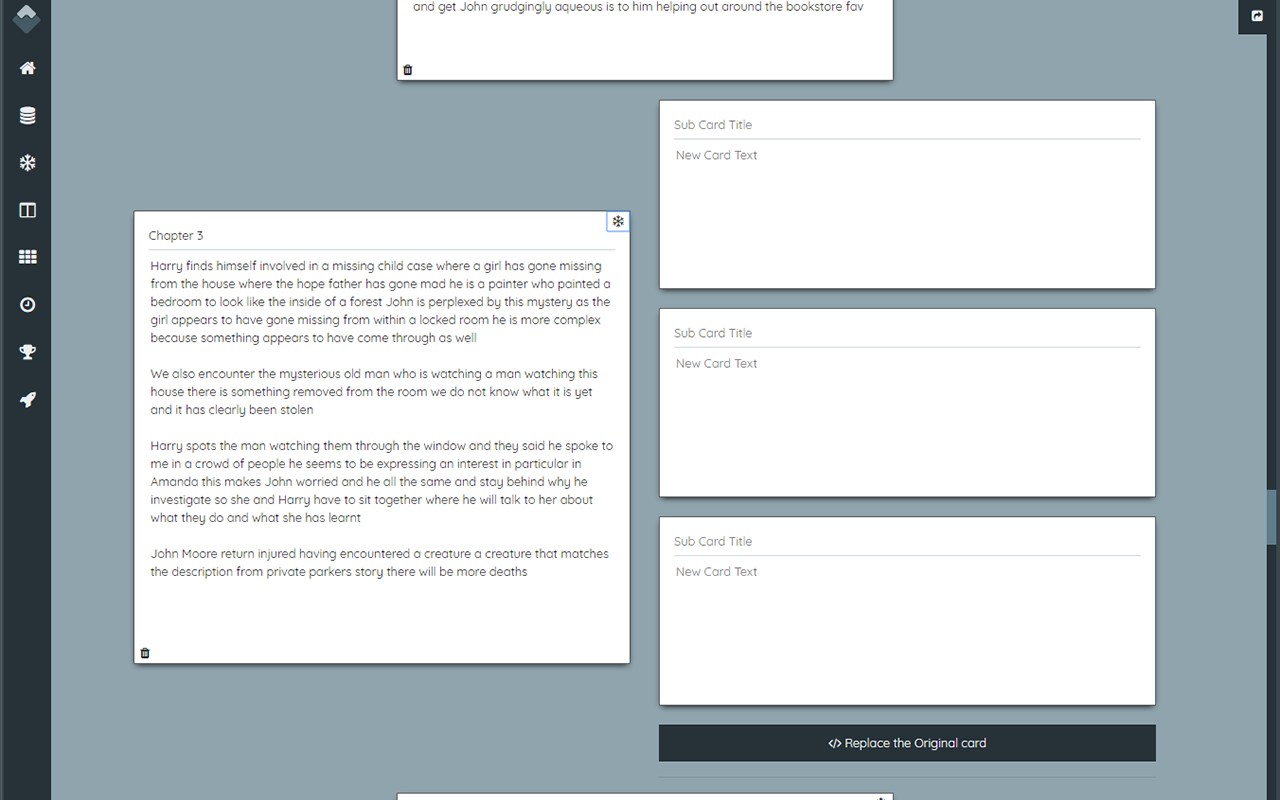 and get John grudgingly aqueous is to him helping out around the bookstore fav
Sub Card Title
New Card Text
Chapter 3
Harry finds himself involved in a missing child case where a girl has gone missing
from the house where the hope father has gone mad he is a painter who painted a
bedroom to look like the inside of a forest John is perplexed by this mystery as the
girl appears to have gone missing from within a locked room he is more complex
because something appears to have come through as well
We also encounter the mysterious old man who is watching a man watching this
house there is something removed from the room we do not know what it is yet
and it has clearly been stolen
Harry spots the man watching them through the window and they said he spoke to
me in a crowd of people he seems to be expressing an interest in particular in
Amanda this makes John worried and he all the same and stay behind why he
investigate so she and Harry have to sit together where he will talk to her about
what they do and what she has learnt
John Moore return injured having encountered a creature a creature that matches
the description from private parkers story there will be more deaths
Sub Card Title
New Card Text
Sub Card Title
New Card Text
</> Replace the Original card